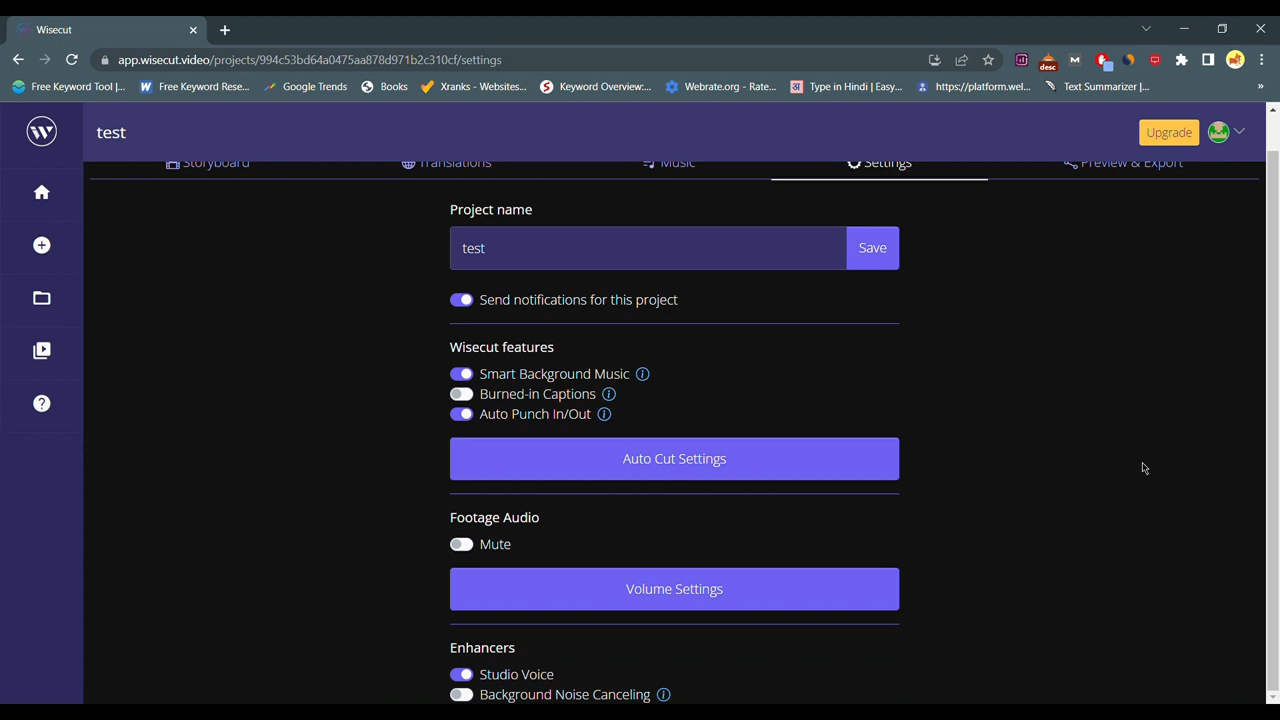 Wisecut
app.wisecut.video/projects/994c53bd64a0475aa878d971b2c310cf/settings
desc
Free Keyword Tool |... Free Keyword Rese... Google Trends Books Xranks - Websites... Keyword Overview:... Webrate.org - Rate... Type in Hindi | Easy... https://platform.wel... Text Summarizer |... »
test
Upgrade
Storyboard Translations Music Settings Preview & Export
Project name
test
Save
Send notifications for this project
Wisecut features
Smart Background Music
Burned-in Captions
Auto Punch In/Out
Auto Cut Settings
Footage Audio
Mute
Volume Settings
Enhancers
Studio Voice
Background Noise Canceling